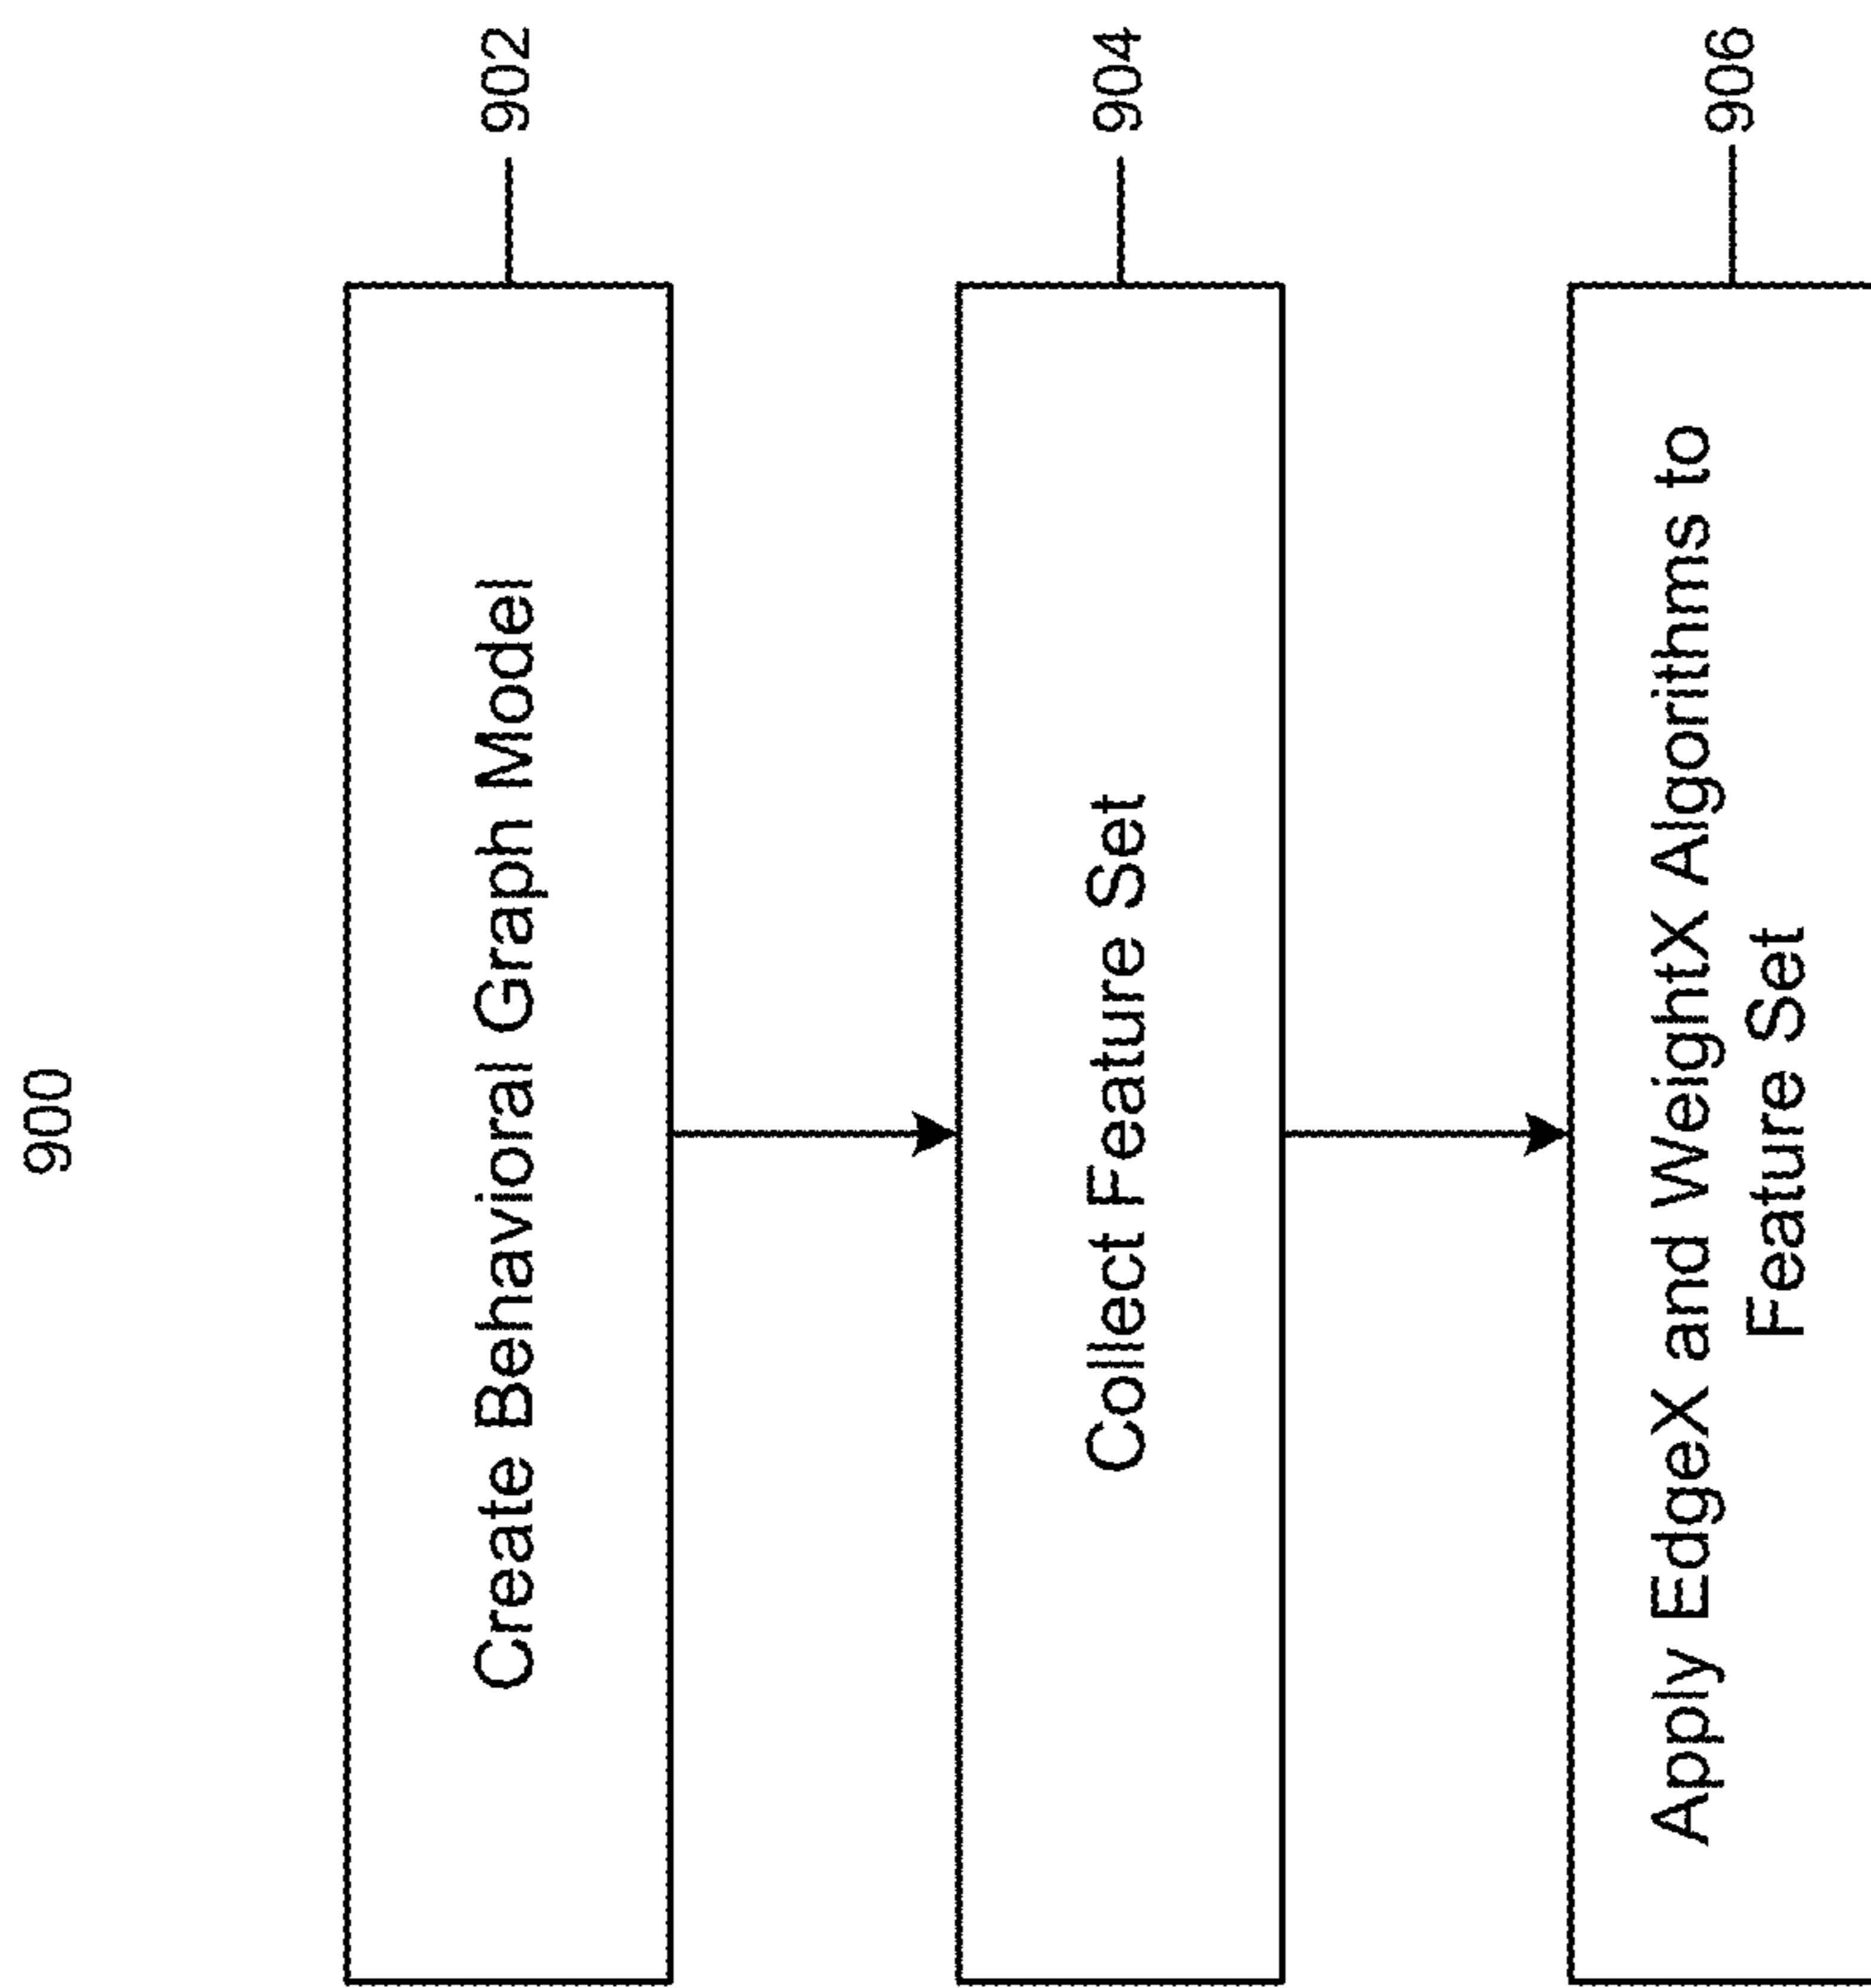 900
Create Behavioral Graph Model
902
Collect Feature Set
904
Apply EdgeX and WeightX Algorithms to
Feature Set
906